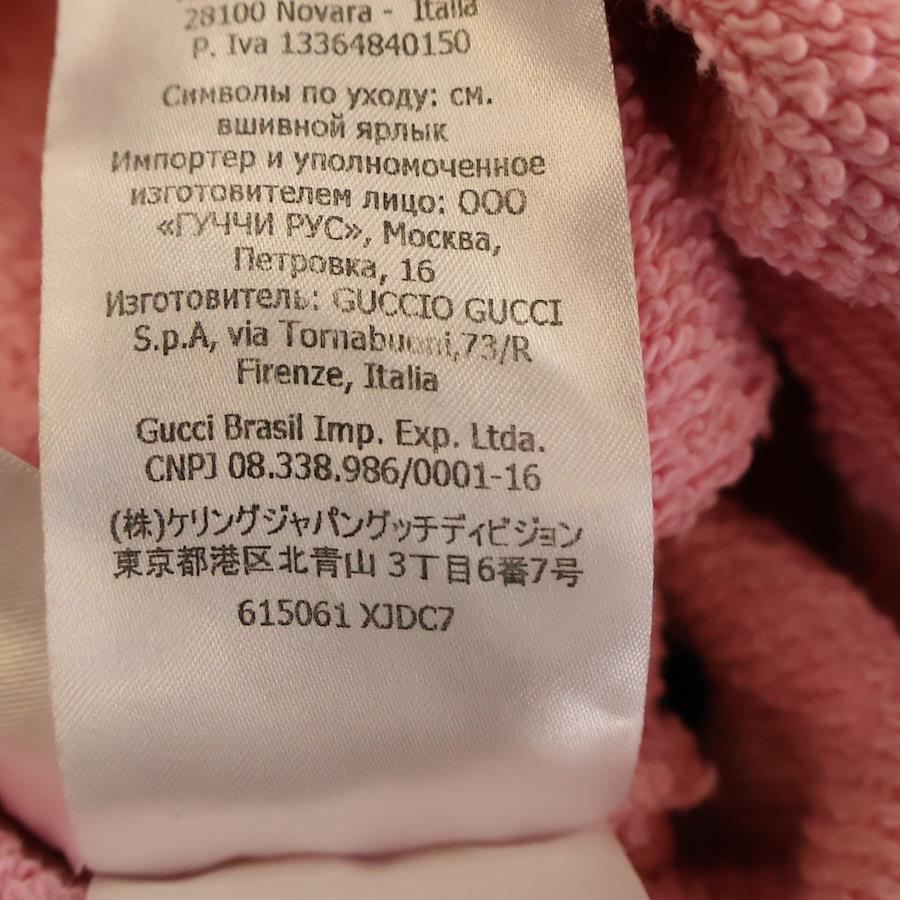 28100 Novara - Italia
P. Iva 13364840150
Символы по уходу: см.
вшивной ярлык
Импортер и уполномоченное
изготовителем лицо: ООО
«ГУЧЧИ РУС», Москва,
Петровка, 16
Изготовитель: GUCCIO GUCCI
S.p.A, via Tornabuoni,73/R
Firenze, Italia
Gucci Brasil Imp. Exp. Ltda.
CNPJ 08.338.986/0001-16
(株)ケリングジャパングッチディビジョン
東京都港区北青山 3丁目6番7号
615061 XJDC7